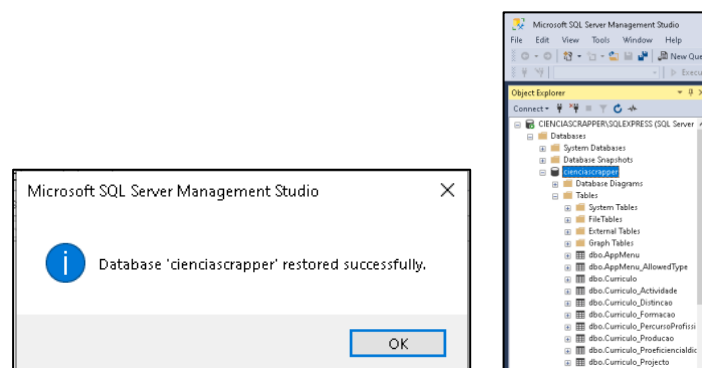 Microsoft SQL Server Management Studio
Database 'cienciascrapper' restored successfully.
OK
Microsoft SQL Server Management Studio
File Edit View Tools Window Help
New Que
Execu
Object Explorer
Connect
CIENCIASCRAPPER\SQLEXPRESS (SQL Server
Databases
System Databases
Database Snapshots
cienciascrapper
Database Diagrams
Tables
System Tables
FileTables
External Tables
Graph Tables
dbo.AppMenu
dbo.AppMenu_AllowedType
dbo.Curriculo
dbo.Curriculo_Actividade
dbo.Curriculo_Distincao
dbo.Curriculo_Formacao
dbo.Curriculo_PercursoProfissi
dbo.Curriculo_Producao
dbo.Curriculo_ProeficienciaIdio
dbo.Curriculo_Projecto